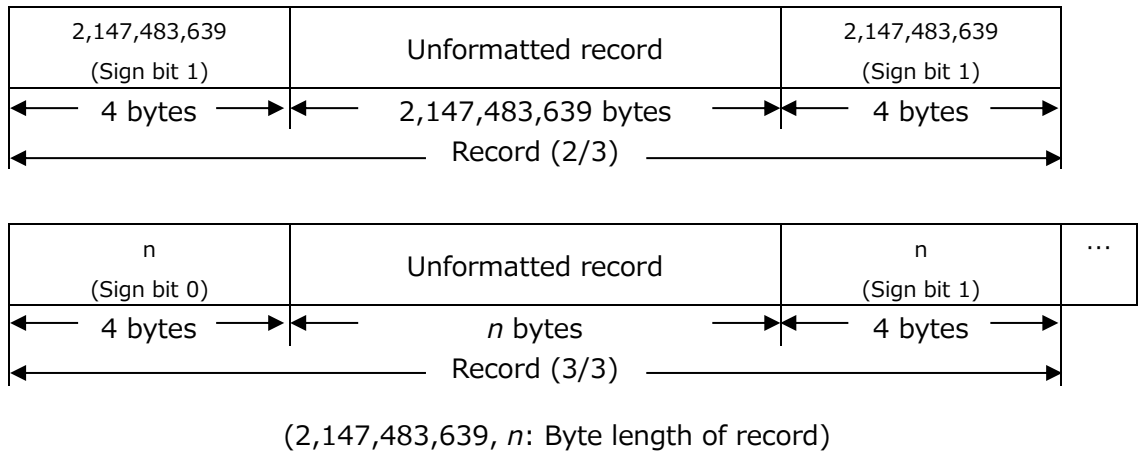 2,147,483,639 Unformatted record 2,147,483,639
(Sign bit 1) (Sign bit 1)
4 bytes 2,147,483,639 bytes 4 bytes
Record (2/3)
n Unformatted record n …
(Sign bit 0) (Sign bit 1)
4 bytes n bytes 4 bytes
Record (3/3)
(2,147,483,639, n: Byte length of record)